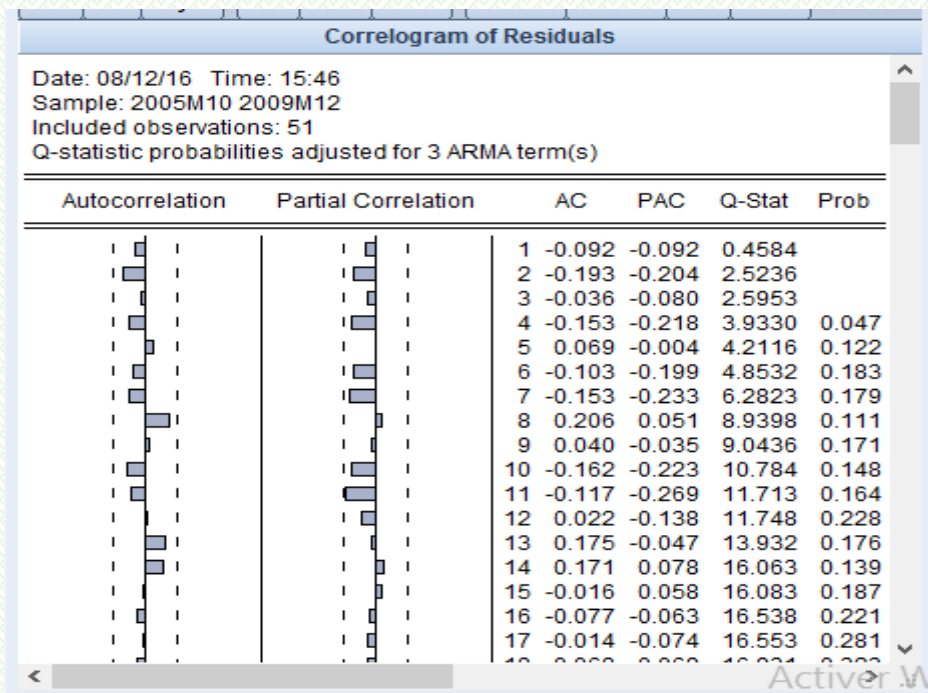 Correlogram of Residuals
Date: 08/12/16 Time: 15:46
Sample: 2005M10 2009M12
Included observations: 51
Q-statistic probabilities adjusted for 3 ARMA term(s)
Autocorrelation Partial Correlation AC PAC Q-Stat Prob
1 -0.092 -0.092 0.4584
2 -0.193 -0.204 2.5236
3 -0.036 -0.080 2.5953
4 -0.153 -0.218 3.9330 0.047
5 0.069 -0.004 4.2116 0.122
6 -0.103 -0.199 4.8532 0.183
7 -0.153 -0.233 6.2823 0.179
8 0.206 0.051 8.9398 0.111
9 0.040 -0.035 9.0436 0.171
10 -0.162 -0.223 10.784 0.148
11 -0.117 -0.269 11.713 0.164
12 0.022 -0.138 11.748 0.228
13 0.175 -0.047 13.932 0.176
14 0.171 0.078 16.063 0.139
15 -0.016 0.058 16.083 0.187
16 -0.077 -0.063 16.538 0.221
17 -0.014 -0.074 16.553 0.281
Activer W